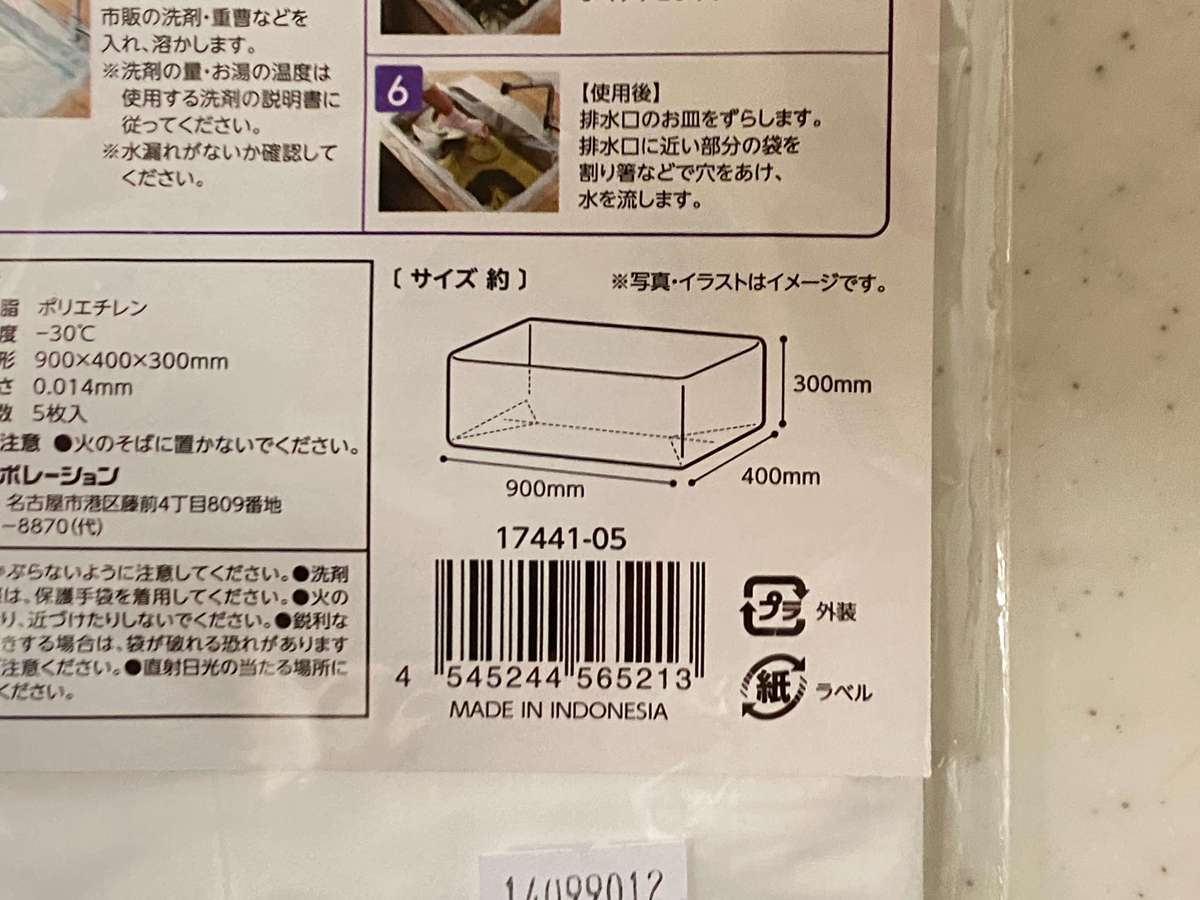 市販の洗剤・重曹などを
入れ、溶かします。
※洗剤の量・お湯の温度は
使用する洗剤の説明書に
従ってください。
※水漏れがないか確認して
ください。
6
【使用後】
排水口のお皿をずらします。
排水口に近い部分の袋を
割り箸などで穴をあけ、
水を流します。
脂 ポリエチレン
度 −30℃
形 900×400×300mm
さ 0.014mm
数 5枚入
注意 ●火のそばに置かないでください。
ポレーション
名古屋市港区藤前4丁目809番地
−8870(代)
ぶらないように注意してください。●洗剤
は、保護手袋を着用してください。●火の
り、近づけたりしないでください。●鋭利な
きする場合は、袋が破れる恐れがあります
注意ください。●直射日光の当たる場所に
ください。
〔サイズ 約〕
※写真・イラストはイメージです。
300mm
400mm
900mm
17441-05
4 545244 565213
MADE IN INDONESIA
プラ 外装
紙 ラベル
14099012